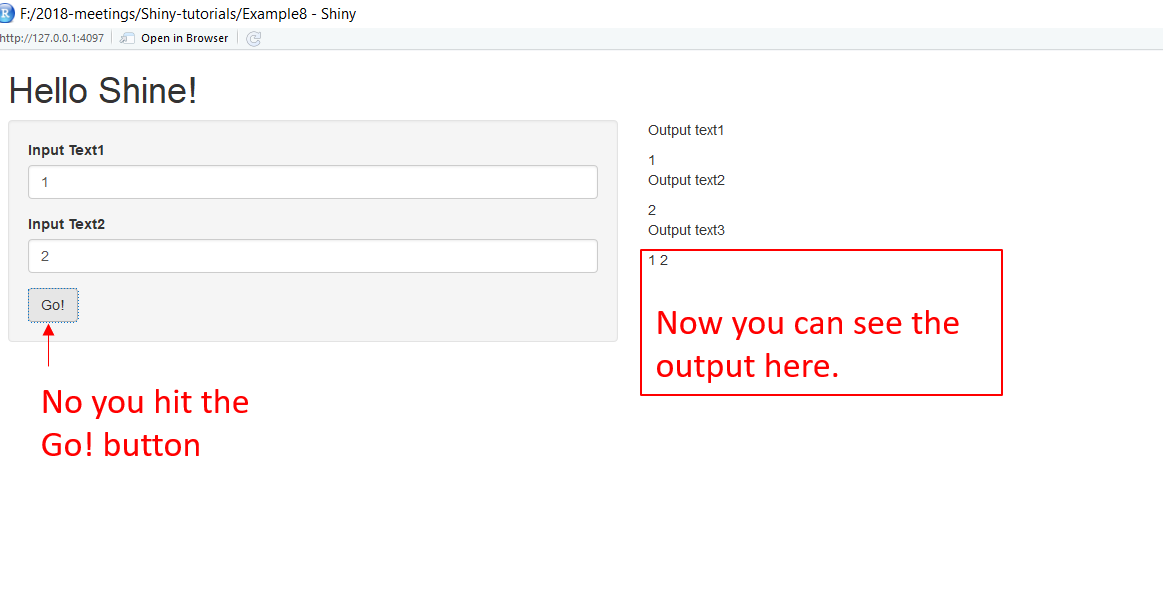 R F:/2018-meetings/Shiny-tutorials/Example8 - Shiny
http://127.0.0.1:4097 Open in Browser
Hello Shine!
Input Text1
1
Input Text2
2
Go!
No you hit the
Go! button
Output text1
1
Output text2
2
Output text3
1 2
Now you can see the
output here.